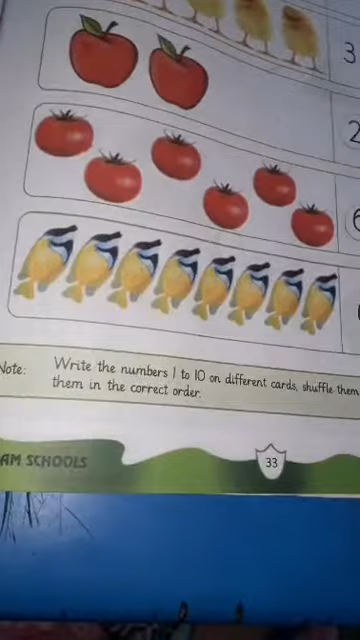 3
2
6
Note: Write the numbers 1 to 10 on different cards, shuffle them
them in the correct order.
AM SCHOOLS
33